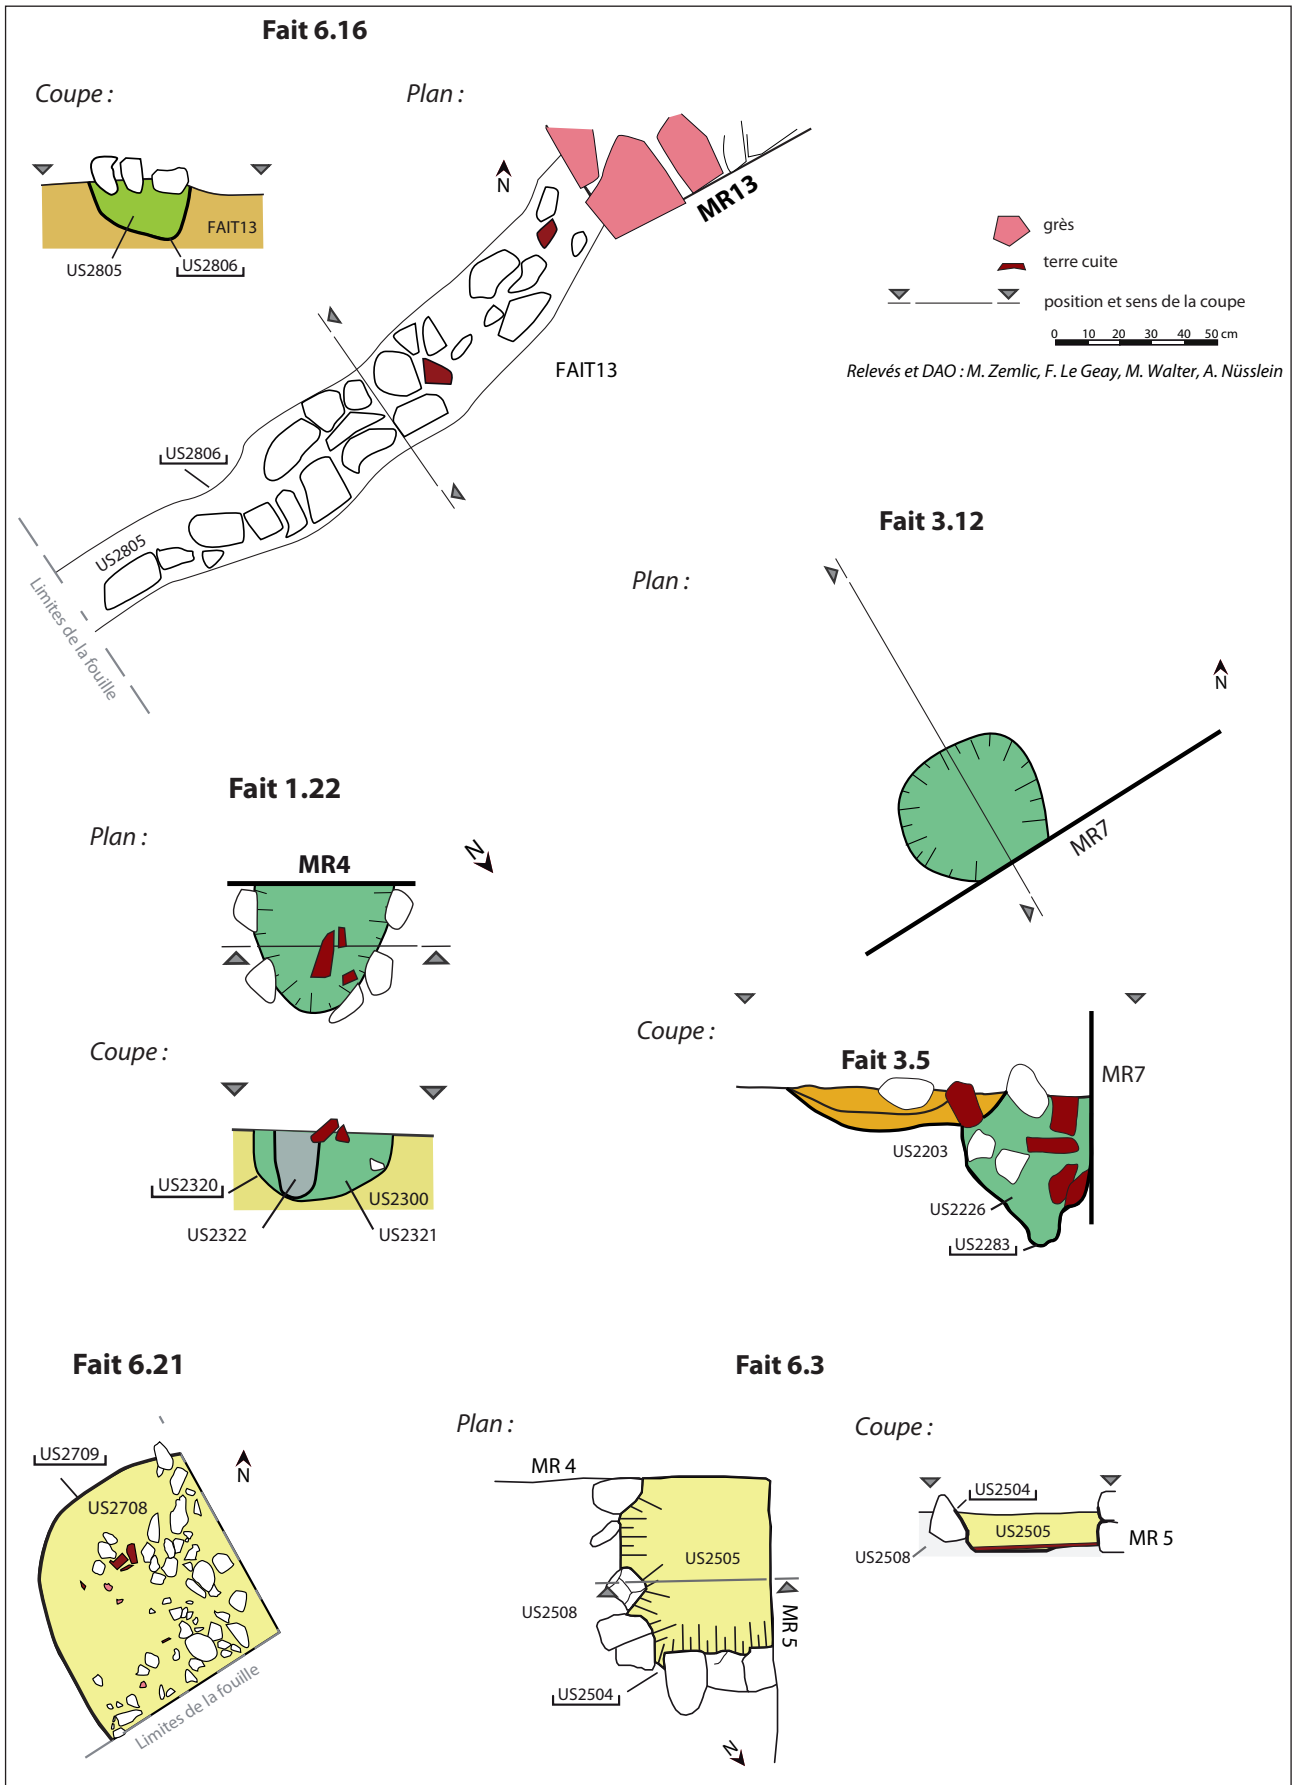 Fait 6.16
Coupe :
Plan :
N
MR13
FAIT13
US2805
US2806
grès
terre cuite
position et sens de la coupe
0 10 20 30 40 50 cm
Relevés et DAO : M. Zemlic, F. Le Geay, M. Walter, A. Nüsslein
FAIT13
US2806
US2805
Limites de la fouille
Fait 3.12
Plan :
N
MR7
Fait 1.22
Plan :
N
MR4
Coupe :
US2320
US2300
US2322
US2321
Coupe :
Fait 3.5
MR7
US2203
US2226
US2283
Fait 6.21
US2709
N
US2708
Limites de la fouille
Fait 6.3
Plan :
MR 4
US2505
US2508
MR 5
US2504
N
Coupe :
US2504
US2505
US2508
MR 5